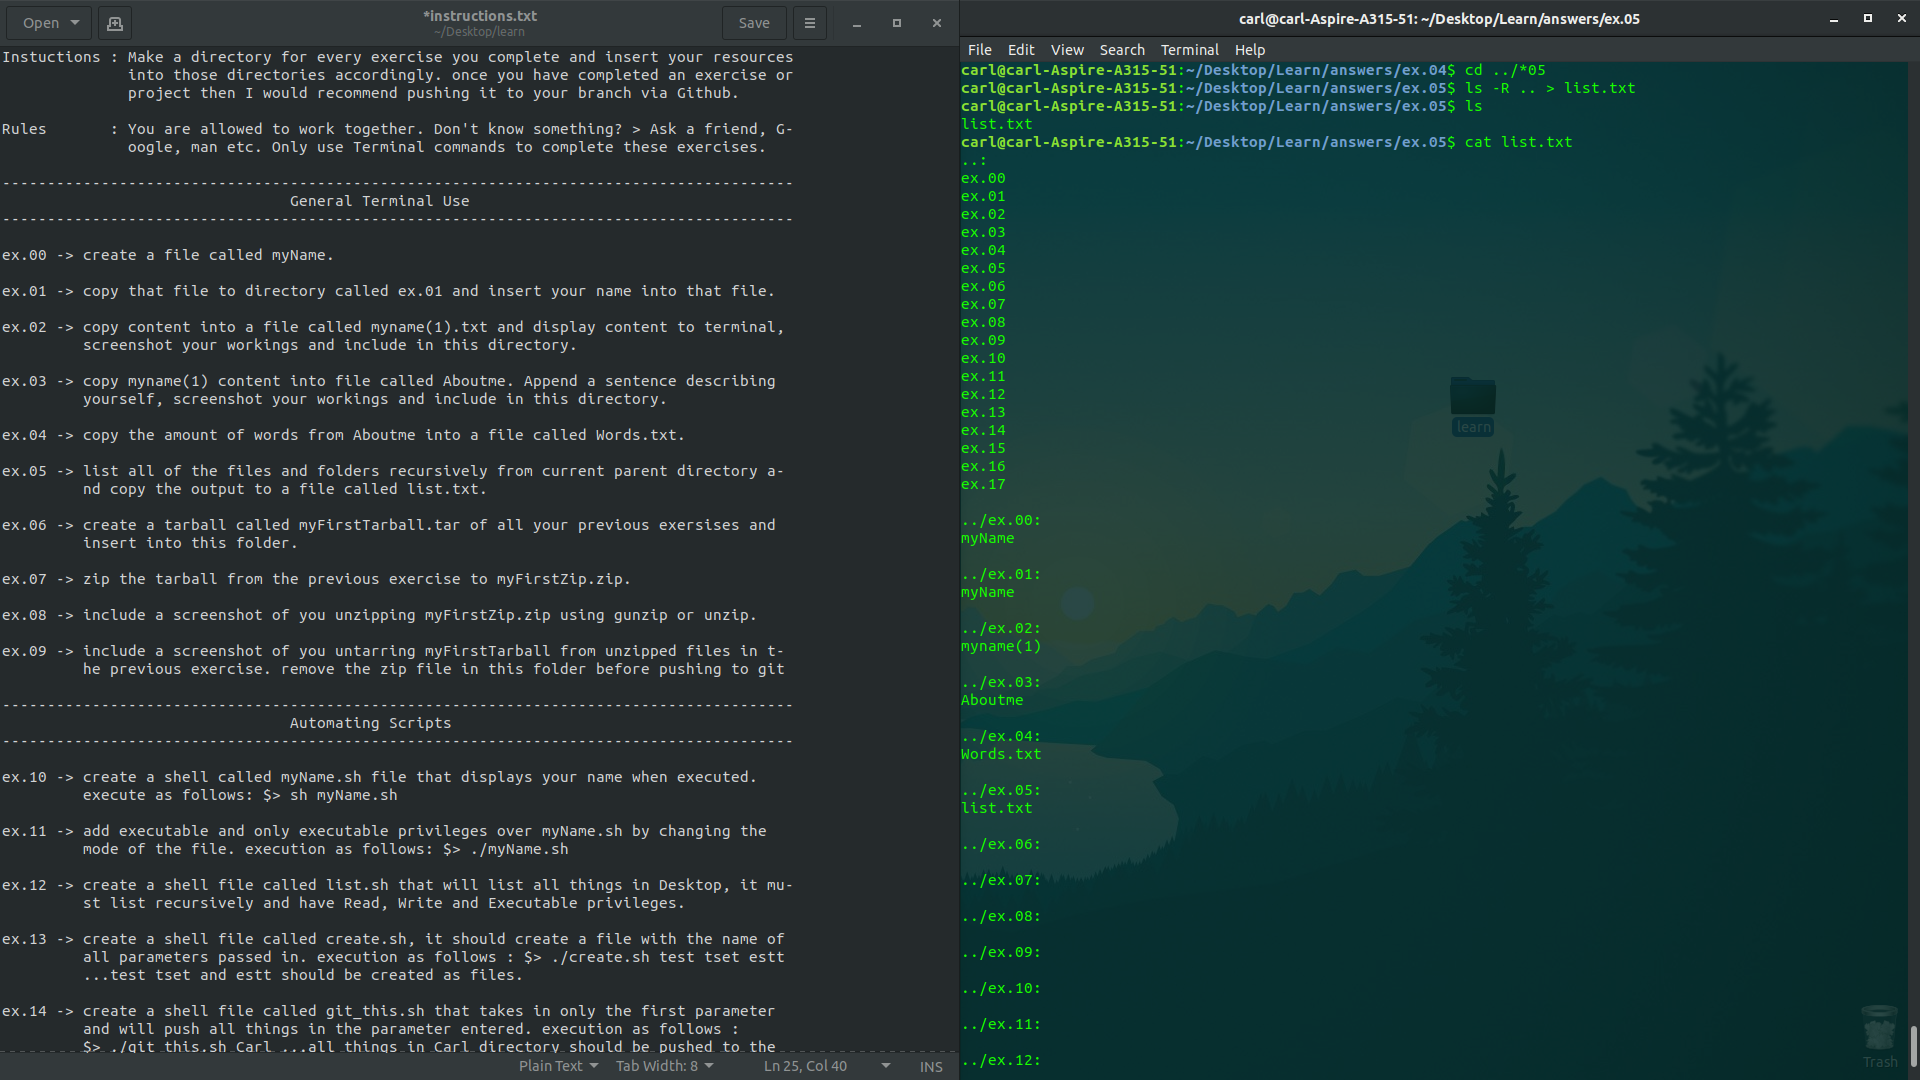 Open
*instructions.txt
~/Desktop/learn
Save
Instuctions : Make a directory for every exercise you complete and insert your resources
into those directories accordingly. once you have completed an exercise or
project then I would recommend pushing it to your branch via Github.
Rules : You are allowed to work together. Don't know something? > Ask a friend, G-
oogle, man etc. Only use Terminal commands to complete these exercises.
----------------------------------------------------------------------------------------
General Terminal Use
----------------------------------------------------------------------------------------
ex.00 -> create a file called myName.
ex.01 -> copy that file to directory called ex.01 and insert your name into that file.
ex.02 -> copy content into a file called myname(1).txt and display content to terminal,
screenshot your workings and include in this directory.
ex.03 -> copy myname(1) content into file called Aboutme. Append a sentence describing
yourself, screenshot your workings and include in this directory.
ex.04 -> copy the amount of words from Aboutme into a file called Words.txt.
ex.05 -> list all of the files and folders recursively from current parent directory a-
nd copy the output to a file called list.txt.
ex.06 -> create a tarball called myFirstTarball.tar of all your previous exersises and
insert into this folder.
ex.07 -> zip the tarball from the previous exercise to myFirstZip.zip.
ex.08 -> include a screenshot of you unzipping myFirstZip.zip using gunzip or unzip.
ex.09 -> include a screenshot of you untarring myFirstTarball from unzipped files in t-
he previous exercise. remove the zip file in this folder before pushing to git
----------------------------------------------------------------------------------------
Automating Scripts
----------------------------------------------------------------------------------------
ex.10 -> create a shell called myName.sh file that displays your name when executed.
execute as follows: $> sh myName.sh
ex.11 -> add executable and only executable privileges over myName.sh by changing the
mode of the file. execution as follows: $> ./myName.sh
ex.12 -> create a shell file called list.sh that will list all things in Desktop, it mu-
st list recursively and have Read, Write and Executable privileges.
ex.13 -> create a shell file called create.sh, it should create a file with the name of
all parameters passed in. execution as follows : $> ./create.sh test tset estt
...test tset and estt should be created as files.
ex.14 -> create a shell file called git_this.sh that takes in only the first parameter
and will push all things in the parameter entered. execution as follows :
$> ./git_this.sh Carl ...all things in Carl directory should be pushed to the
Plain Text Tab Width: 8 Ln 25, Col 40 INS
carl@carl-Aspire-A315-51: ~/Desktop/Learn/answers/ex.05
File Edit View Search Terminal Help
carl@carl-Aspire-A315-51:~/Desktop/Learn/answers/ex.04$ cd ../*05
carl@carl-Aspire-A315-51:~/Desktop/Learn/answers/ex.05$ ls -R .. > list.txt
carl@carl-Aspire-A315-51:~/Desktop/Learn/answers/ex.05$ ls
list.txt
carl@carl-Aspire-A315-51:~/Desktop/Learn/answers/ex.05$ cat list.txt
..:
ex.00
ex.01
ex.02
ex.03
ex.04
ex.05
ex.06
ex.07
ex.08
ex.09
ex.10
ex.11
ex.12
ex.13
ex.14
ex.15
ex.16
ex.17
../ex.00:
myName
../ex.01:
myName
../ex.02:
myname(1)
../ex.03:
Aboutme
../ex.04:
Words.txt
../ex.05:
list.txt
../ex.06:
../ex.07:
../ex.08:
../ex.09:
../ex.10:
../ex.11:
../ex.12:
learn
Trash